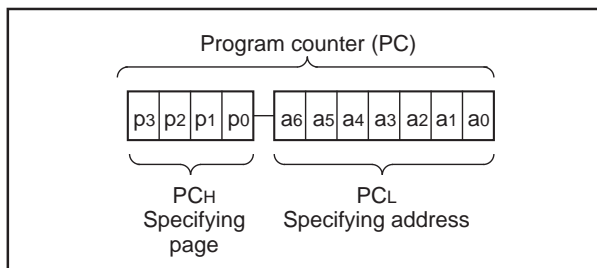 Program counter (PC)
p3 p2 p1 p0 a6 a5 a4 a3 a2 a1 a0
PCH PCL
Specifying page Specifying address